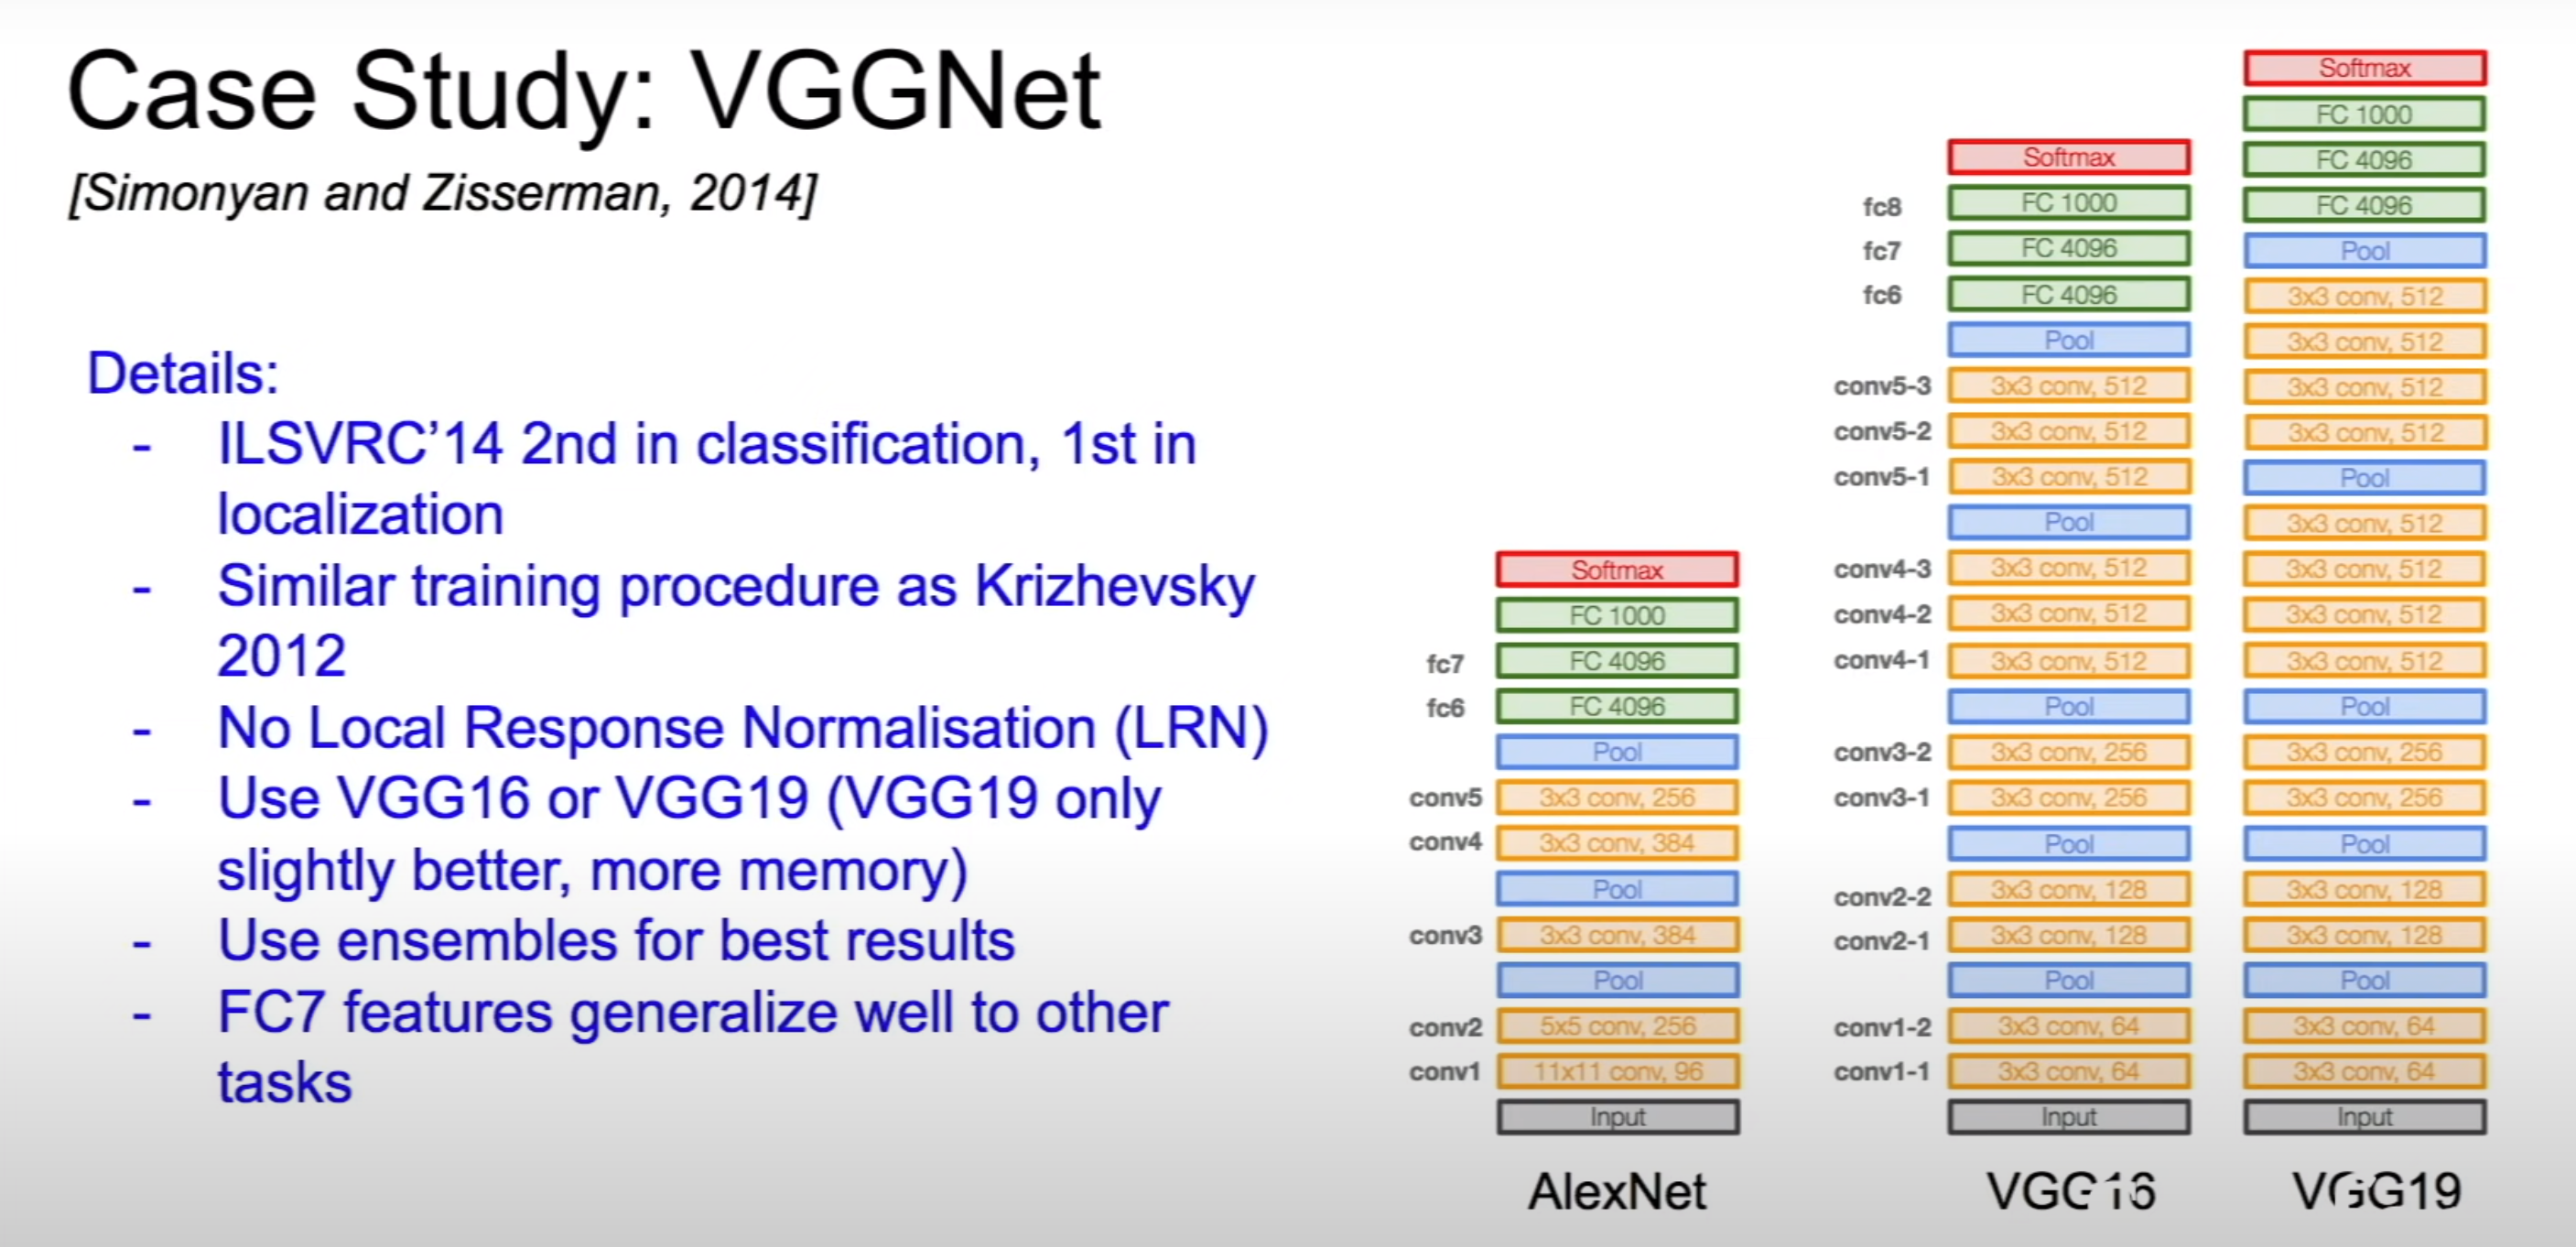 Case Study: VGGNet
[Simonyan and Zisserman, 2014]
Details:
- ILSVRC’14 2nd in classification, 1st in
localization
- Similar training procedure as Krizhevsky
2012
- No Local Response Normalisation (LRN)
- Use VGG16 or VGG19 (VGG19 only
slightly better, more memory)
- Use ensembles for best results
- FC7 features generalize well to other
tasks
Softmax
FC 1000
fc7 FC 4096
fc6 FC 4096
Pool
conv5 3x3 conv, 256
conv4 3x3 conv, 384
Pool
conv3 3x3 conv, 384
Pool
conv2 5x5 conv, 256
conv1 11x11 conv, 96
Input
AlexNet
Softmax
fc8 FC 1000
fc7 FC 4096
fc6 FC 4096
Pool
conv5-3 3x3 conv, 512
conv5-2 3x3 conv, 512
conv5-1 3x3 conv, 512
Pool
conv4-3 3x3 conv, 512
conv4-2 3x3 conv, 512
conv4-1 3x3 conv, 512
Pool
conv3-2 3x3 conv, 256
conv3-1 3x3 conv, 256
Pool
conv2-2 3x3 conv, 128
conv2-1 3x3 conv, 128
Pool
conv1-2 3x3 conv, 64
conv1-1 3x3 conv, 64
Input
VGG16
Softmax
FC 1000
FC 4096
FC 4096
Pool
3x3 conv, 512
3x3 conv, 512
3x3 conv, 512
3x3 conv, 512
Pool
3x3 conv, 512
3x3 conv, 512
3x3 conv, 512
3x3 conv, 512
Pool
3x3 conv, 256
3x3 conv, 256
Pool
3x3 conv, 128
3x3 conv, 128
Pool
3x3 conv, 64
3x3 conv, 64
Input
VGG19